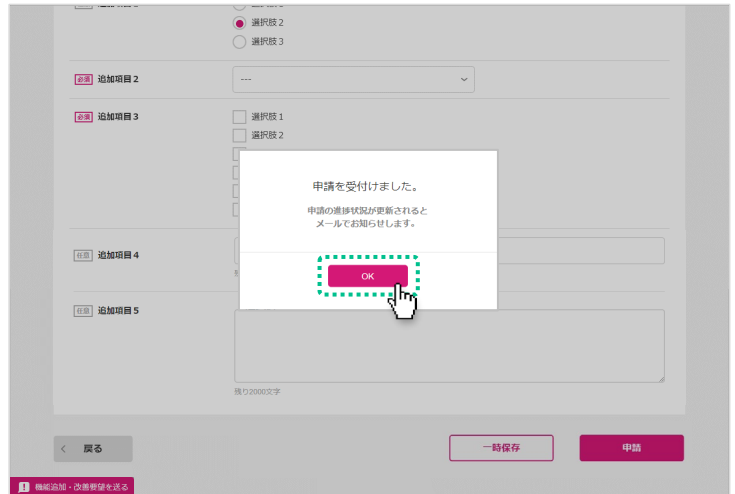 選択肢2
選択肢3
必須 追加項目2
---
必須 追加項目3
選択肢1
選択肢2
申請を受付けました。
申請の進捗状況が更新されると
メールでお知らせします。
OK
任意 追加項目4
任意 追加項目5
残り2000文字
戻る
一時保存
申請
機能追加・改善要望を送る